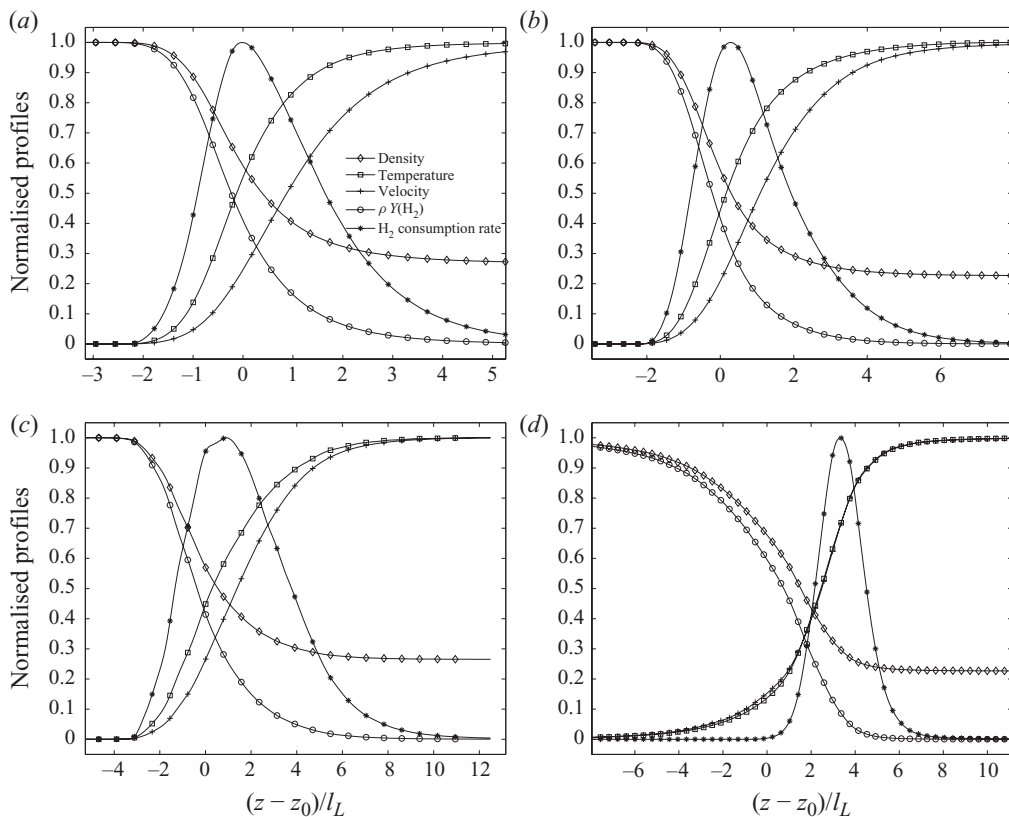 (a)
1.0
0.9
0.8
0.7
0.6
0.5
0.4
0.3
0.2
0.1
0
Normalised profiles
Density
Temperature
Velocity
ρ Y(H₂)
H₂ consumption rate
–3 –2 –1 0 1 2 3 4 5
(b)
1.0
0.9
0.8
0.7
0.6
0.5
0.4
0.3
0.2
0.1
0
–2 0 2 4 6
(c)
1.0
0.9
0.8
0.7
0.6
0.5
0.4
0.3
0.2
0.1
0
Normalised profiles
–4 –2 0 2 4 6 8 10 12
(z – z₀)/l_L
(d)
1.0
0.9
0.8
0.7
0.6
0.5
0.4
0.3
0.2
0.1
0
–6 –4 –2 0 2 4 6 8 10
(z – z₀)/l_L